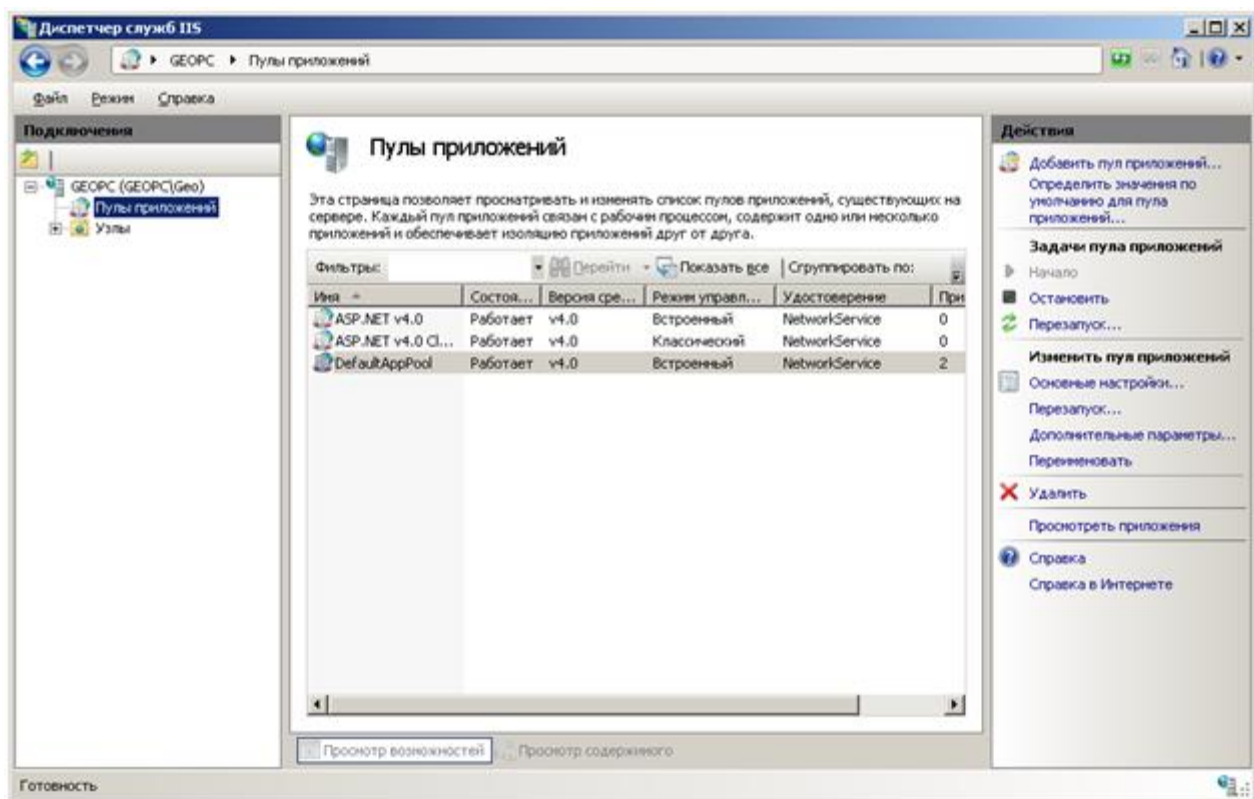 Диспетчер служб IIS
GEOPC
Пулы приложений
Файл Режим Справка
Подключения
GEOPC (GEOPC\Geo)
Пулы приложений
Узлы
Пулы приложений
Эта страница позволяет просматривать и изменять список пулов приложений, существующих на
сервере. Каждый пул приложений связан с рабочим процессом, содержит одно или несколько
приложений и обеспечивает изоляцию приложений друг от друга.
Фильтры: Перейти Показать все Сгруппировать по:
Имя Состоя... Версия сре... Режим управл... Удостоверение При
ASP.NET v4.0 Работает v4.0 Встроенный NetworkService 0
ASP.NET v4.0 Cl... Работает v4.0 Классический NetworkService 0
DefaultAppPool Работает v4.0 Встроенный NetworkService 2
Просмотр возможностей Просмотр содержимого
Действия
Добавить пул приложений...
Определить значения по
умолчанию для пула
приложений...
Задачи пула приложений
Начало
Остановить
Перезапуск...
Изменить пул приложений
Основные настройки...
Перезапуск...
Дополнительные параметры...
Переименовать
Удалить
Просмотреть приложения
Справка
Справка в Интернете
Готовность